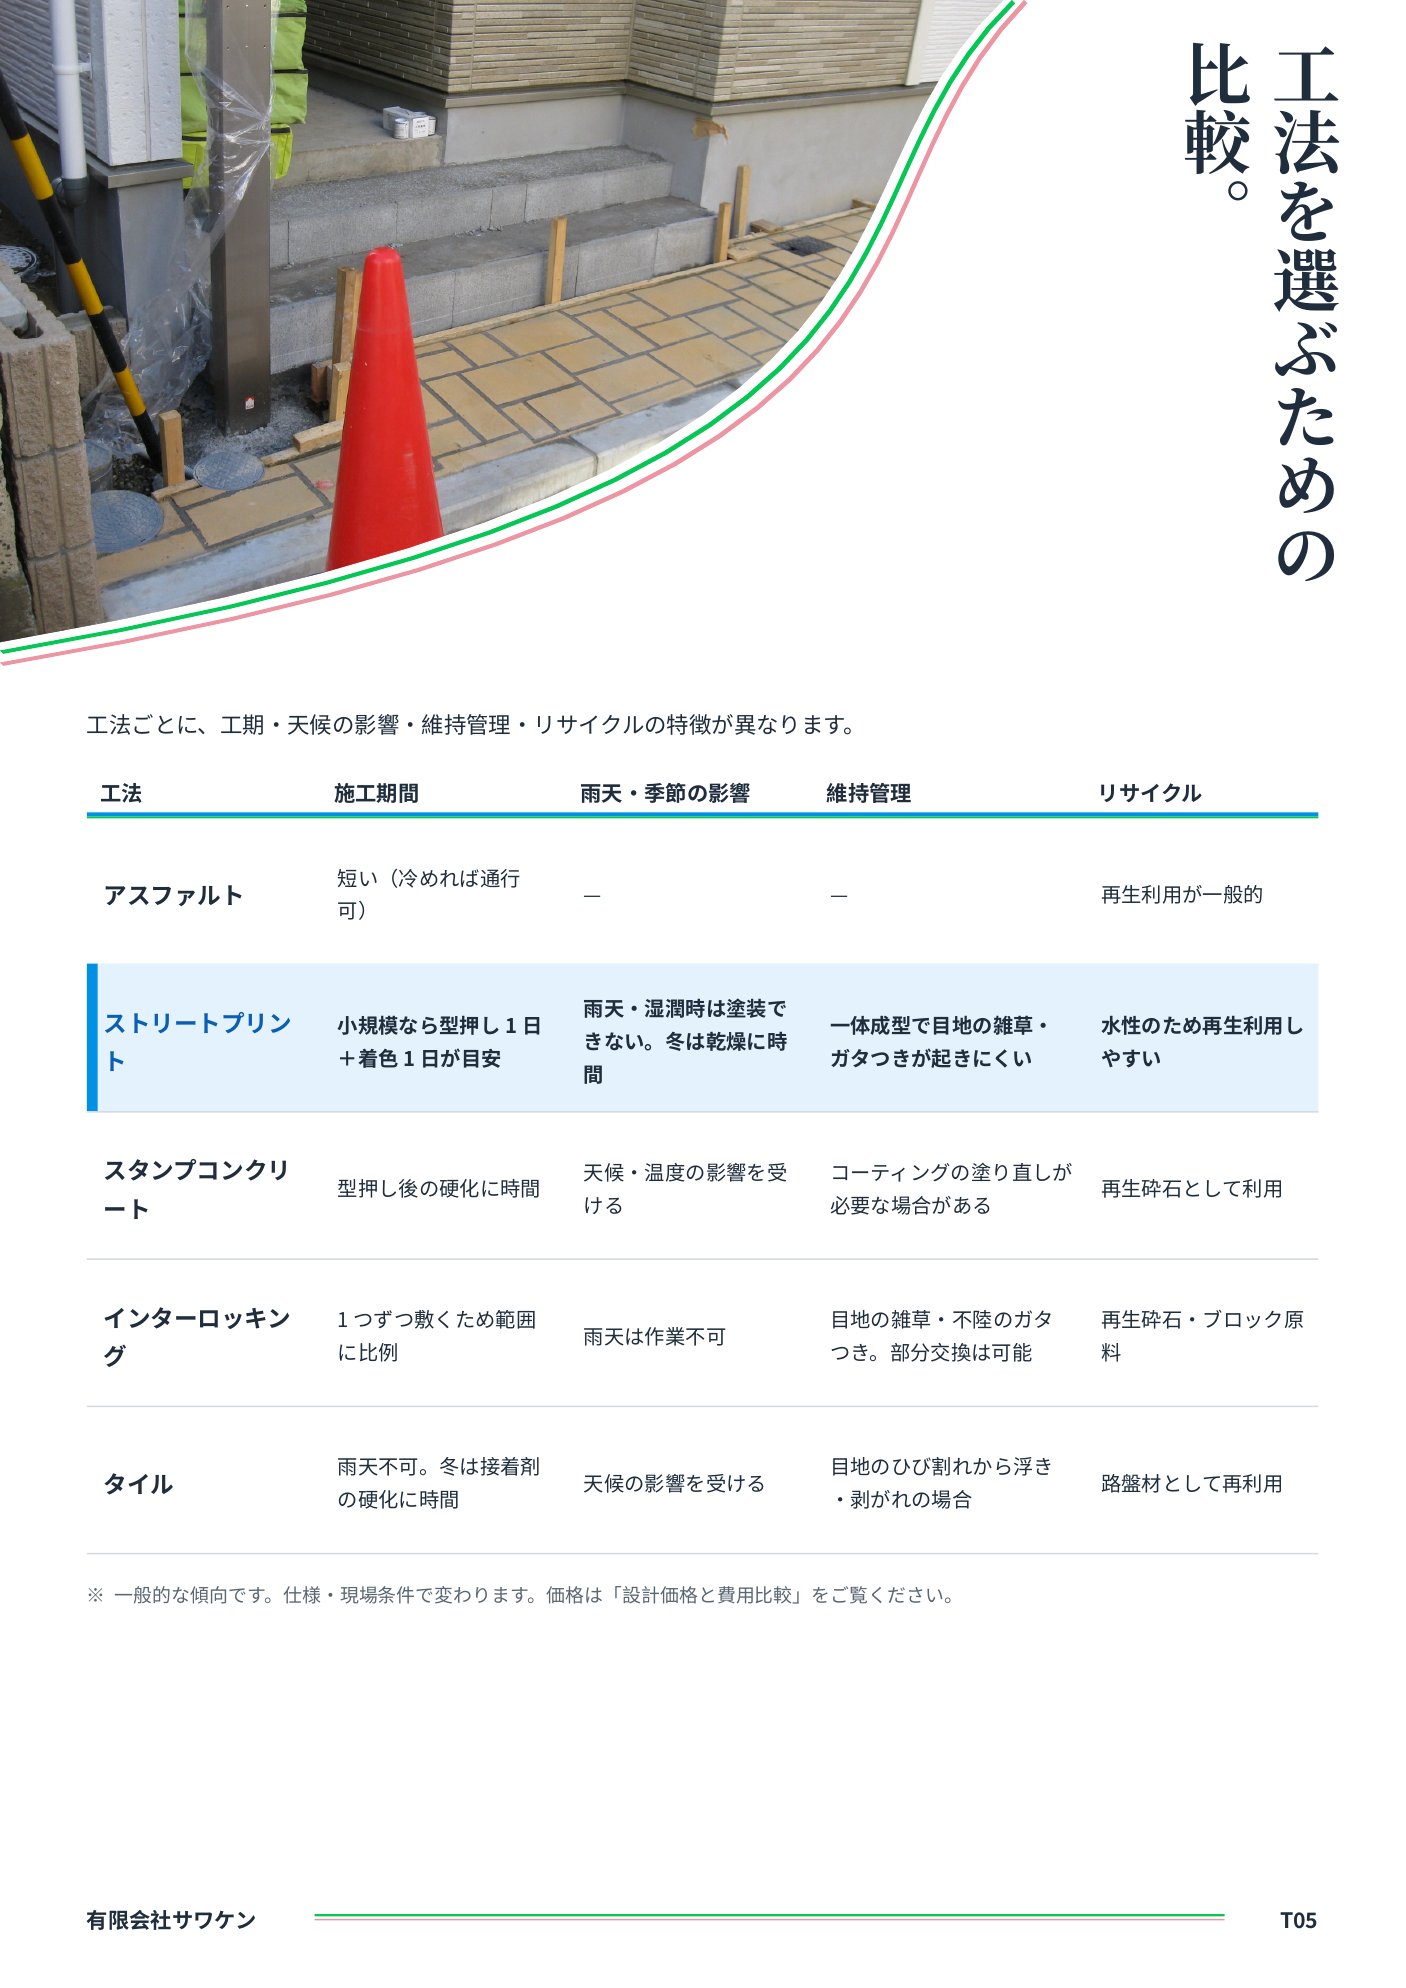 工法を選ぶための
比較。
工法ごとに、工期・天候の影響・維持管理・リサイクルの特徴が異なります。
工法 施工期間 雨天・季節の影響 維持管理 リサイクル
アスファルト
短い（冷めれば通行
可）
—
—
再生利用が一般的
ストリートプリン
ト
小規模なら型押し 1 日
＋着色 1 日が目安
雨天・湿潤時は塗装で
きない。冬は乾燥に時
間
一体成型で目地の雑草・
ガタつきが起きにくい
水性のため再生利用し
やすい
スタンプコンクリ
ート
型押し後の硬化に時間
天候・温度の影響を受
ける
コーティングの塗り直しが
必要な場合がある
再生砕石として利用
インターロッキン
グ
1 つずつ敷くため範囲
に比例
雨天は作業不可
目地の雑草・不陸のガタ
つき。部分交換は可能
再生砕石・ブロック原
料
タイル
雨天不可。冬は接着剤
の硬化に時間
天候の影響を受ける
目地のひび割れから浮き
・剥がれの場合
路盤材として再利用
※ 一般的な傾向です。仕様・現場条件で変わります。価格は「設計価格と費用比較」をご覧ください。
有限会社サワケン
T05